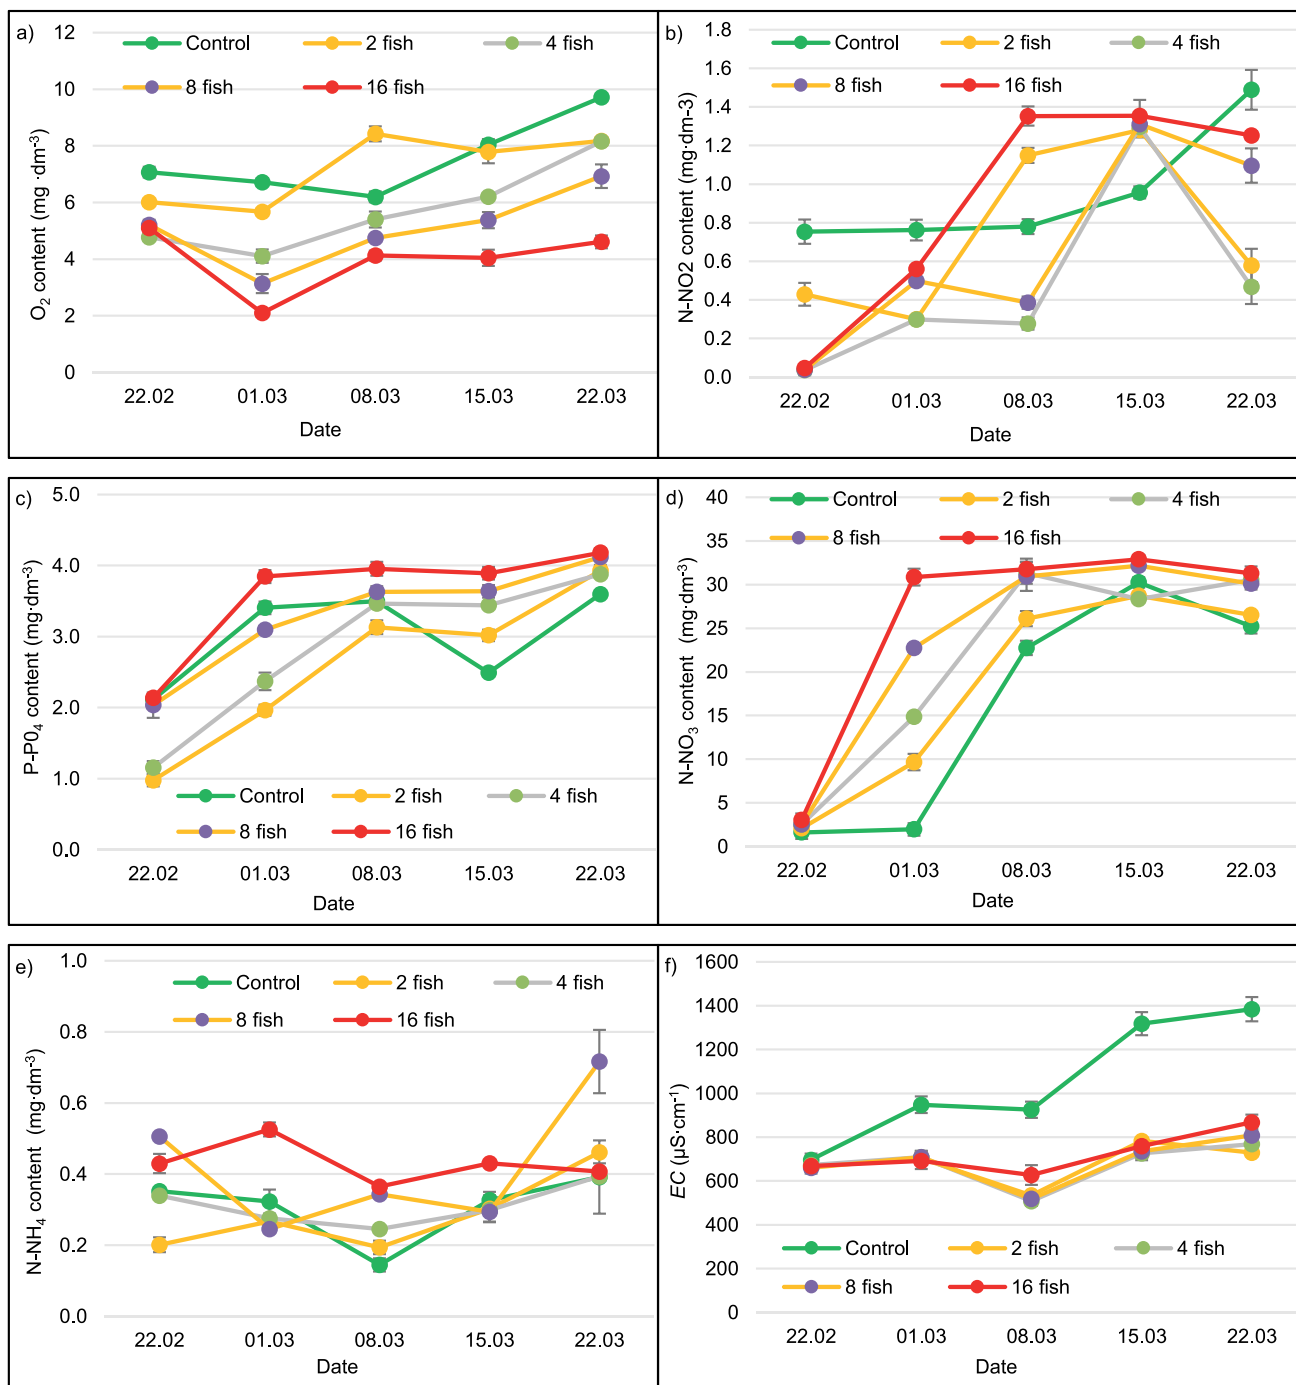 a)
12
10
8
6
4
2
0
O₂ content (mg ·dm⁻³)
Control 2 fish 4 fish
8 fish 16 fish
22.02 01.03 08.03 15.03 22.03
Date
b)
1.8
1.6
1.4
1.2
1.0
0.8
0.6
0.4
0.2
0.0
N-NO2 content (mg·dm-3)
Control 2 fish 4 fish
8 fish 16 fish
22.02 01.03 08.03 15.03 22.03
Date
c)
5.0
4.0
3.0
2.0
1.0
0.0
P-P0₄ content (mg·dm⁻³)
Control 2 fish 4 fish
8 fish 16 fish
22.02 01.03 08.03 15.03 22.03
Date
d)
40
35
30
25
20
15
10
5
0
N-NO₃ content (mg·dm⁻³)
Control 2 fish 4 fish
8 fish 16 fish
22.02 01.03 08.03 15.03 22.03
Date
e)
1.0
0.8
0.6
0.4
0.2
0.0
N-NH₄ content (mg·dm⁻³)
Control 2 fish 4 fish
8 fish 16 fish
22.02 01.03 08.03 15.03 22.03
Date
f)
1600
1400
1200
1000
800
600
400
200
0
EC (µS·cm⁻¹)
Control 2 fish 4 fish
8 fish 16 fish
22.02 01.03 08.03 15.03 22.03
Date